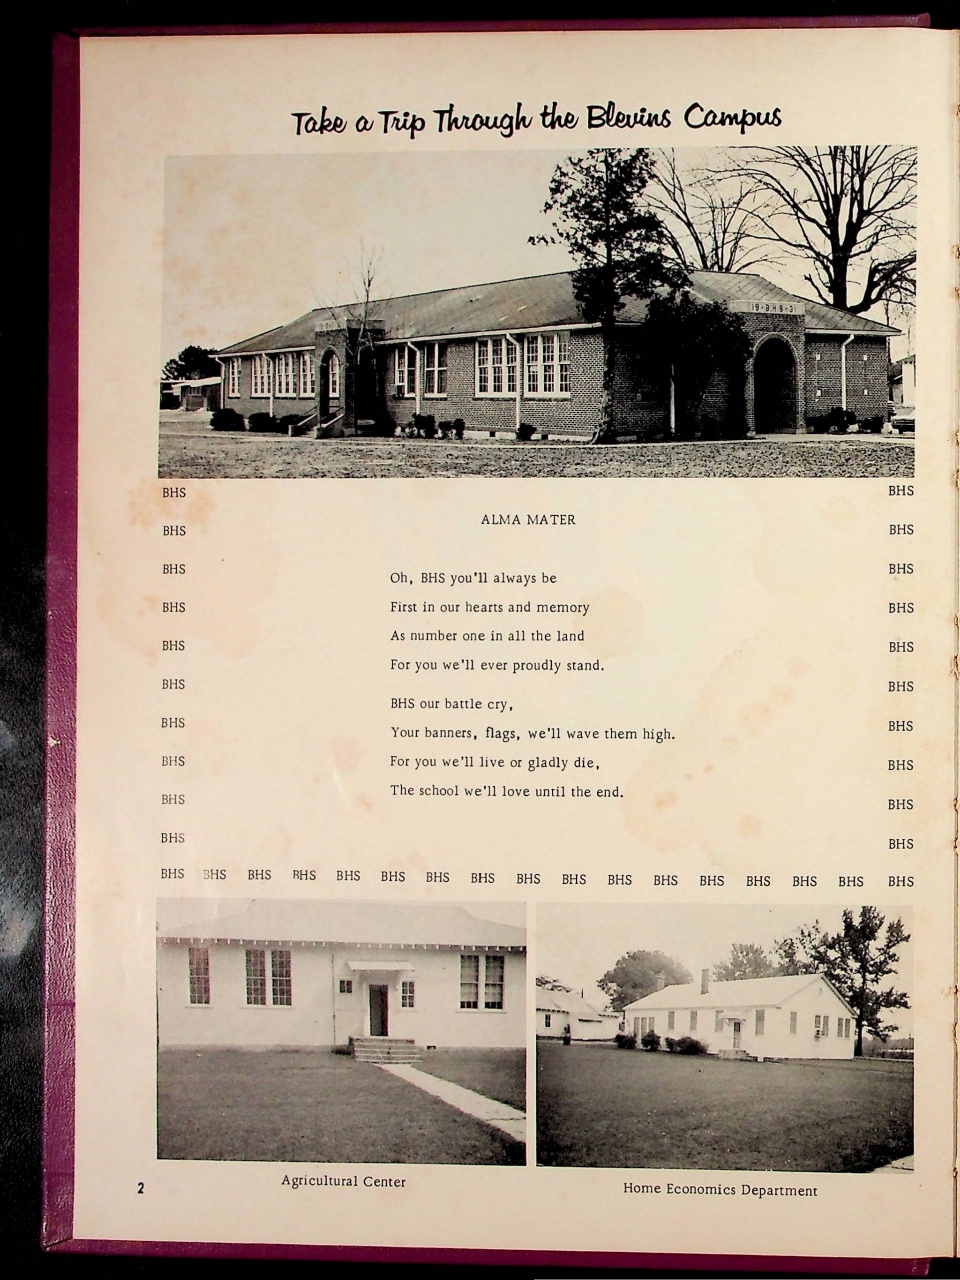 Take a Trip Through the Blevins Campus
19-B.H.S-31
BHS BHS
ALMA MATER
BHS BHS
Oh, BHS you'll always be
BHS BHS
First in our hearts and memory
BHS BHS
As number one in all the land
BHS BHS
For you we'll ever proudly stand.
BHS BHS
BHS our battle cry,
BHS BHS
Your banners, flags, we'll wave them high.
BHS BHS
For you we'll live or gladly die,
The school we'll love until the end.
BHS BHS
BHS BHS
BHS BHS BHS BHS BHS BHS BHS BHS BHS BHS BHS BHS BHS BHS BHS BHS BHS
Agricultural Center
Home Economics Department
2